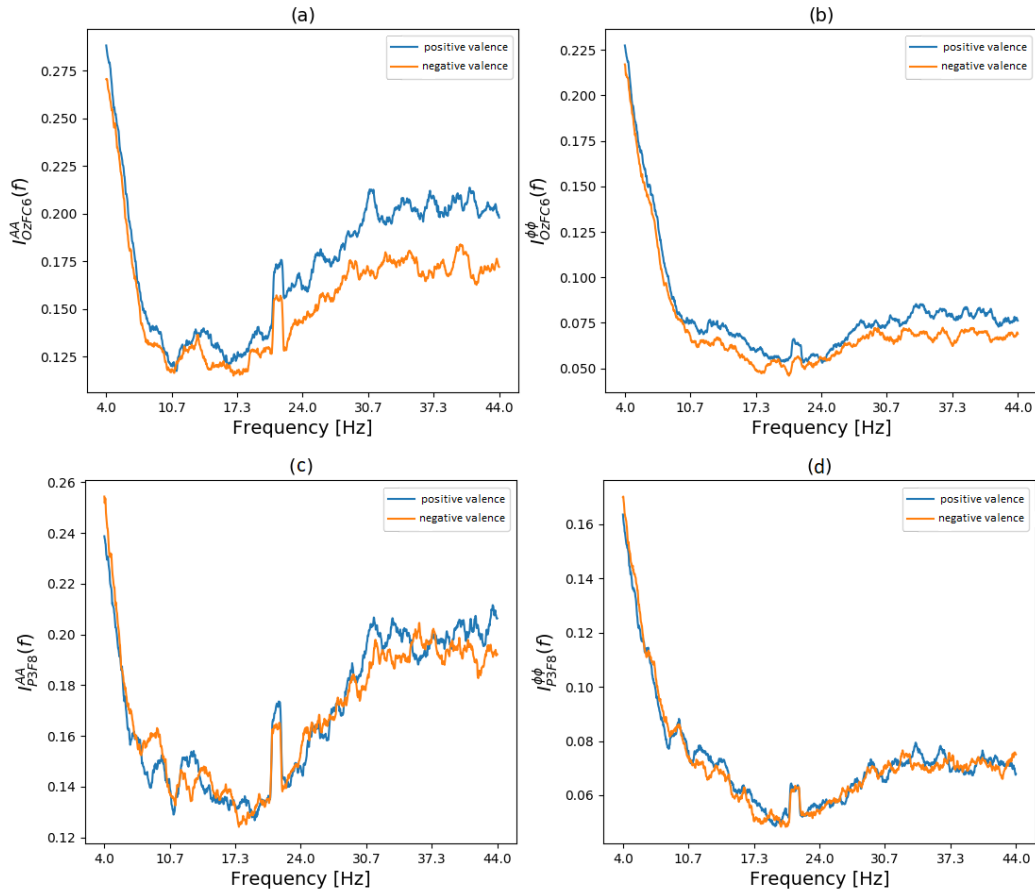 (a)
0.275
0.250
0.225
0.200
0.175
0.150
0.125
I^{AA}_{OzFC6}(f)
positive valence
negative valence
4.0 10.7 17.3 24.0 30.7 37.3 44.0
Frequency [Hz]
(b)
0.225
0.200
0.175
0.150
0.125
0.100
0.075
0.050
I^{ϕϕ}_{OzFC6}(f)
positive valence
negative valence
4.0 10.7 17.3 24.0 30.7 37.3 44.0
Frequency [Hz]
(c)
0.26
0.24
0.22
0.20
0.18
0.16
0.14
0.12
I^{AA}_{P3F8}(f)
positive valence
negative valence
4.0 10.7 17.3 24.0 30.7 37.3 44.0
Frequency [Hz]
(d)
0.16
0.14
0.12
0.10
0.08
0.06
I^{ϕϕ}_{P3F8}(f)
positive valence
negative valence
4.0 10.7 17.3 24.0 30.7 37.3 44.0
Frequency [Hz]